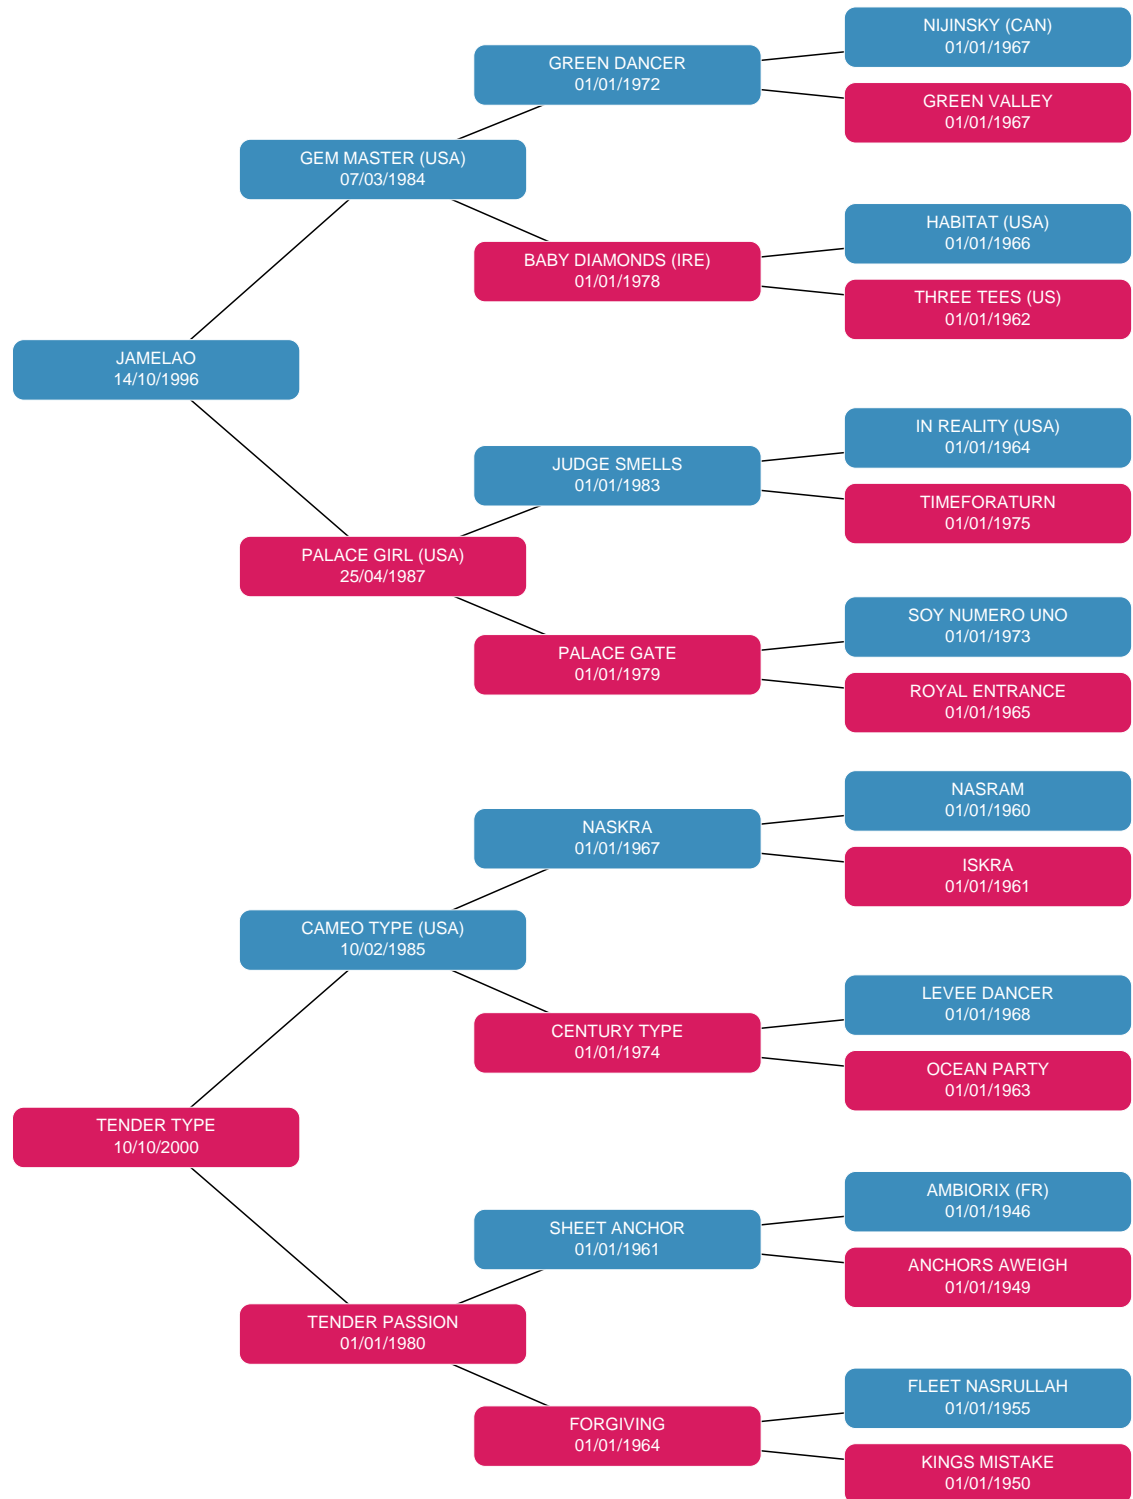 NIJINSKY (CAN)
01/01/1967
GREEN DANCER
01/01/1972
GREEN VALLEY
01/01/1967
GEM MASTER (USA)
07/03/1984
HABITAT (USA)
01/01/1966
BABY DIAMONDS (IRE)
01/01/1978
THREE TEES (US)
01/01/1962
JAMELAO
14/10/1996
IN REALITY (USA)
01/01/1964
JUDGE SMELLS
01/01/1983
TIMEFORATURN
01/01/1975
PALACE GIRL (USA)
25/04/1987
SOY NUMERO UNO
01/01/1973
PALACE GATE
01/01/1979
ROYAL ENTRANCE
01/01/1965
NASRAM
01/01/1960
NASKRA
01/01/1967
ISKRA
01/01/1961
CAMEO TYPE (USA)
10/02/1985
LEVEE DANCER
01/01/1968
CENTURY TYPE
01/01/1974
OCEAN PARTY
01/01/1963
TENDER TYPE
10/10/2000
AMBIORIX (FR)
01/01/1946
SHEET ANCHOR
01/01/1961
ANCHORS AWEIGH
01/01/1949
TENDER PASSION
01/01/1980
FLEET NASRULLAH
01/01/1955
FORGIVING
01/01/1964
KINGS MISTAKE
01/01/1950